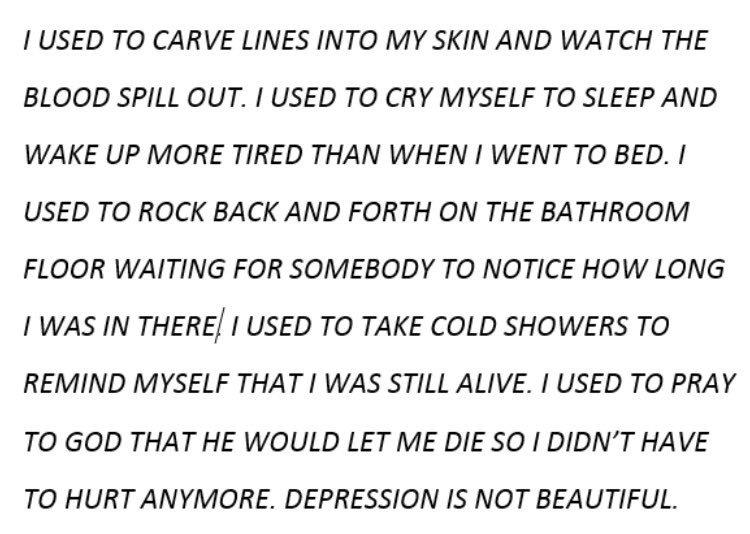 I USED TO CARVE LINES INTO MY SKIN AND WATCH THE
BLOOD SPILL OUT. I USED TO CRY MYSELF TO SLEEP AND
WAKE UP MORE TIRED THAN WHEN I WENT TO BED. I
USED TO ROCK BACK AND FORTH ON THE BATHROOM
FLOOR WAITING FOR SOMEBODY TO NOTICE HOW LONG
I WAS IN THERE. I USED TO TAKE COLD SHOWERS TO
REMIND MYSELF THAT I WAS STILL ALIVE. I USED TO PRAY
TO GOD THAT HE WOULD LET ME DIE SO I DIDN’T HAVE
TO HURT ANYMORE. DEPRESSION IS NOT BEAUTIFUL.